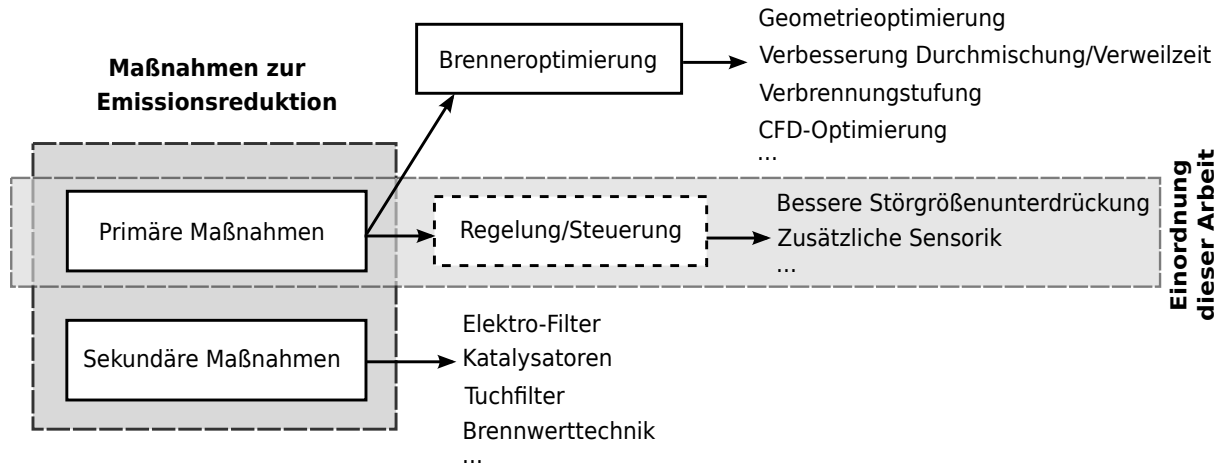 Maßnahmen zur
Emissionsreduktion
Primäre Maßnahmen
Sekundäre Maßnahmen
Brenneroptimierung
Geometrieoptimierung
Verbesserung Durchmischung/Verweilzeit
Verbrennungstufung
CFD-Optimierung
...
Regelung/Steuerung
Bessere Störgrößenunterdrückung
Zusätzliche Sensorik
...
Elektro-Filter
Katalysatoren
Tuchfilter
Brennwerttechnik
...
Einordnung
dieser Arbeit